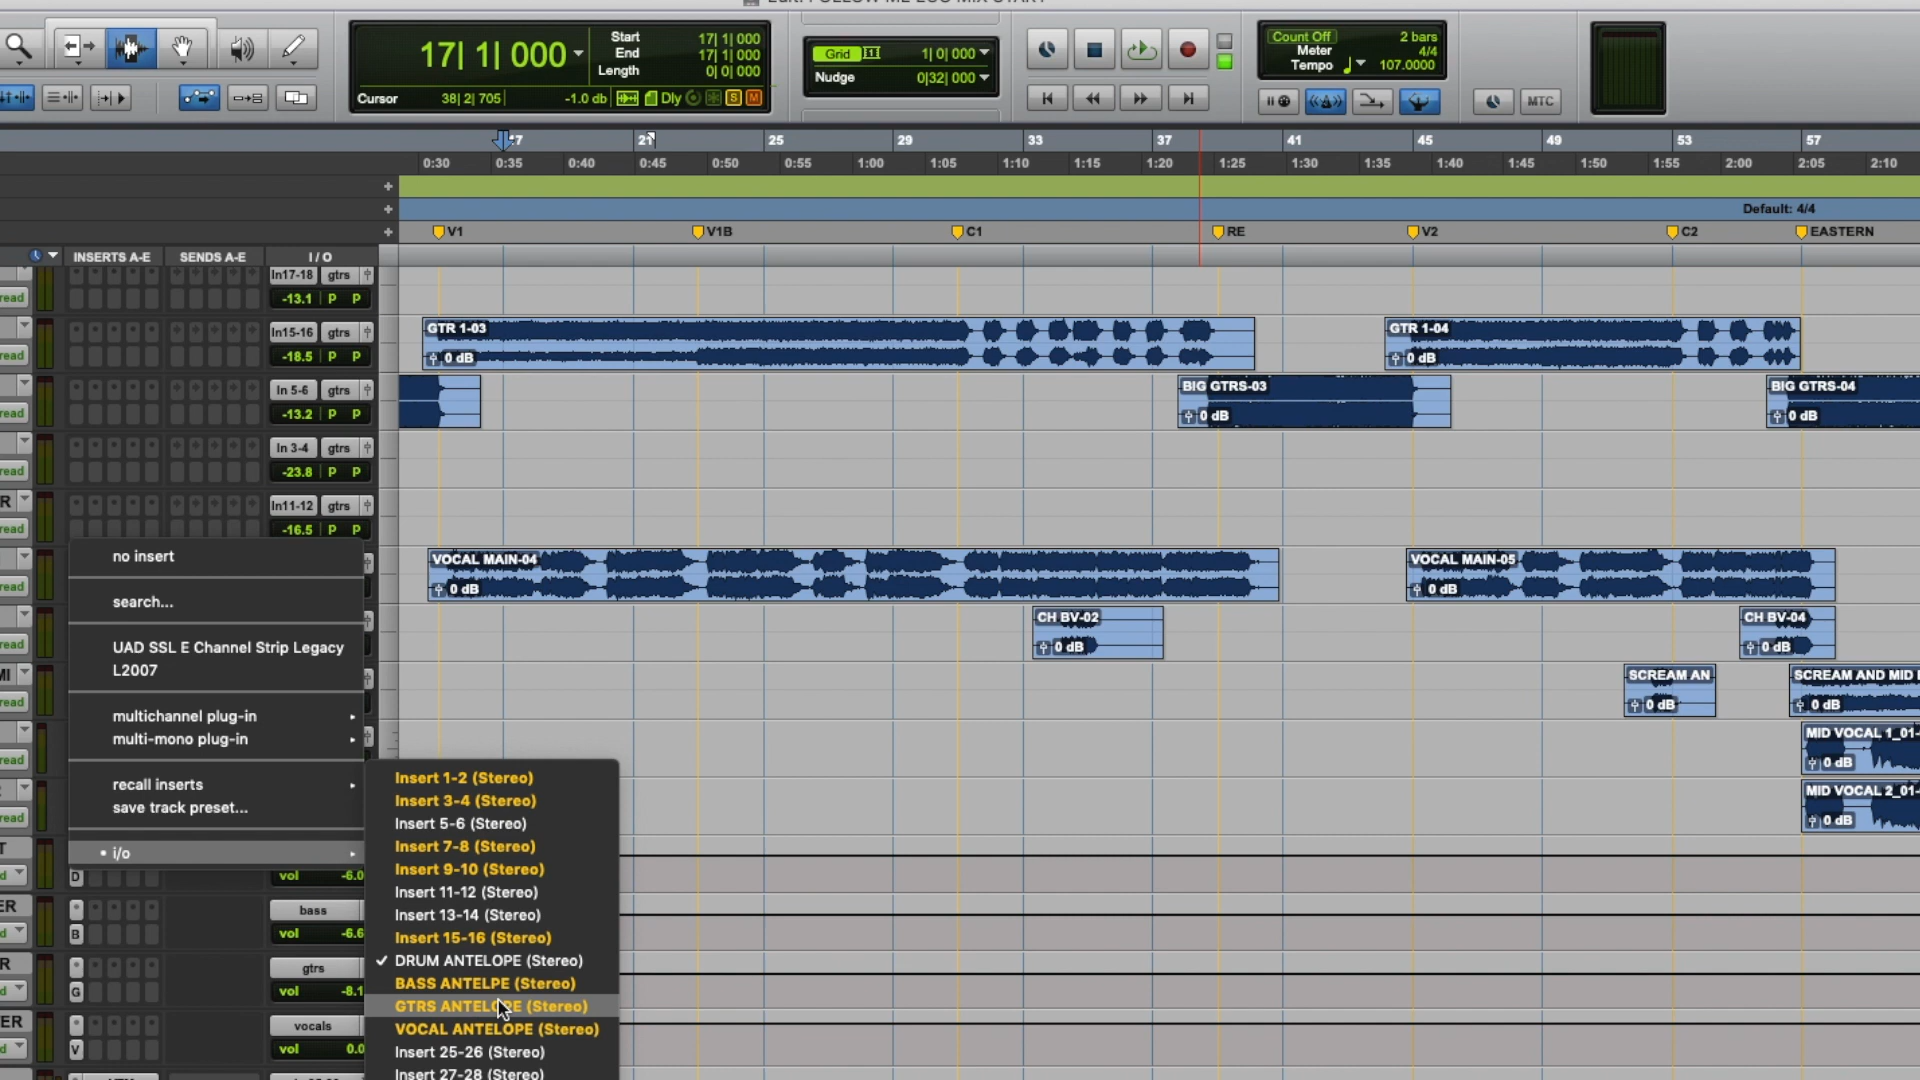 17| 1| 000
Start 17| 1| 000
End 17| 1| 000
Length 0| 0| 000
Cursor 38| 2| 705
-1.0 db
Dly
S M
Grid 1| 0| 000
Nudge 0|32| 000
Count Off 2 bars
Meter 4/4
Tempo 107.0000
MTC
21 25 29 33 37 41 45 49 53 57
0:30 0:35 0:40 0:45 0:50 0:55 1:00 1:05 1:10 1:15 1:20 1:25 1:30 1:35 1:40 1:45 1:50 1:55 2:00 2:05 2:10
Default: 4/4
V1 V1B C1 RE V2 C2 EASTERN
INSERTS A-E SENDS A-E I / O
In17-18 gtrs
-13.1 P P
In15-16 gtrs
-18.5 P P
GTR 1-03
0 dB
GTR 1-04
0 dB
In 5-6 gtrs
-13.2 P P
BIG GTRS-03
0 dB
BIG GTRS-04
0 dB
In 3-4 gtrs
-23.8 P P
In11-12 gtrs
-16.5 P P
VOCAL MAIN-04
0 dB
VOCAL MAIN-05
0 dB
CH BV-02
0 dB
CH BV-04
0 dB
SCREAM AN
0 dB
SCREAM AND MID
0 dB
MID VOCAL 1_01-
0 dB
MID VOCAL 2_01-
0 dB
no insert
search...
UAD SSL E Channel Strip Legacy
L2007
multichannel plug-in
multi-mono plug-in
recall inserts
save track preset...
• i/o
Insert 1-2 (Stereo)
Insert 3-4 (Stereo)
Insert 5-6 (Stereo)
Insert 7-8 (Stereo)
Insert 9-10 (Stereo)
Insert 11-12 (Stereo)
Insert 13-14 (Stereo)
Insert 15-16 (Stereo)
✓ DRUM ANTELOPE (Stereo)
BASS ANTELPE (Stereo)
GTRS ANTELOPE (Stereo)
VOCAL ANTELOPE (Stereo)
Insert 25-26 (Stereo)
Insert 27-28 (Stereo)
D vol -6.0
bass
B vol -6.6
gtrs
G vol -8.1
vocals
V vol 0.0